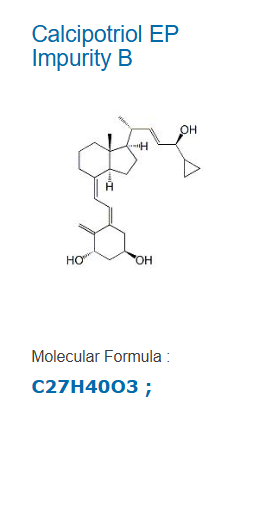 Calcipotriol EP
Impurity B
OH
H
H
HO
OH
Molecular Formula :
C27H40O3 ;